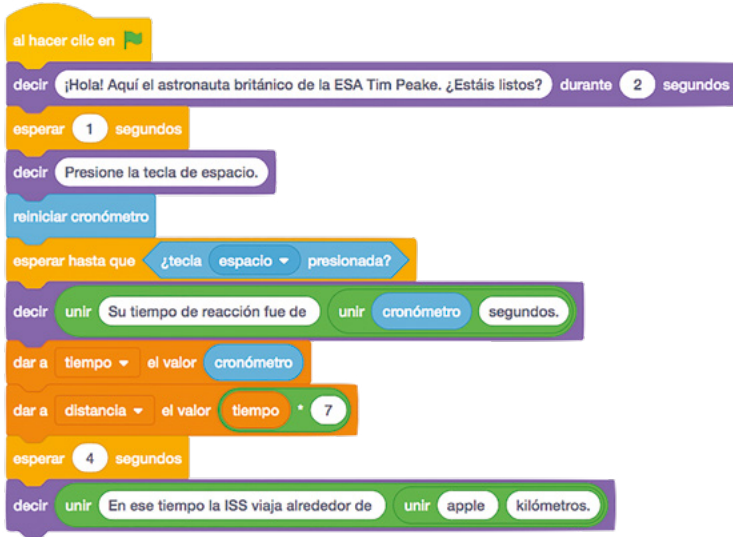 al hacer clic en
decir ¡Hola! Aquí el astronauta británico de la ESA Tim Peake. ¿Estáis listos? durante 2 segundos
esperar 1 segundos
decir Presione la tecla de espacio.
reiniciar cronómetro
esperar hasta que ¿tecla espacio presionada?
decir unir Su tiempo de reacción fue de unir cronómetro segundos.
dar a tiempo el valor cronómetro
dar a distancia el valor tiempo * 7
esperar 4 segundos
decir unir En ese tiempo la ISS viaja alrededor de unir apple kilómetros.